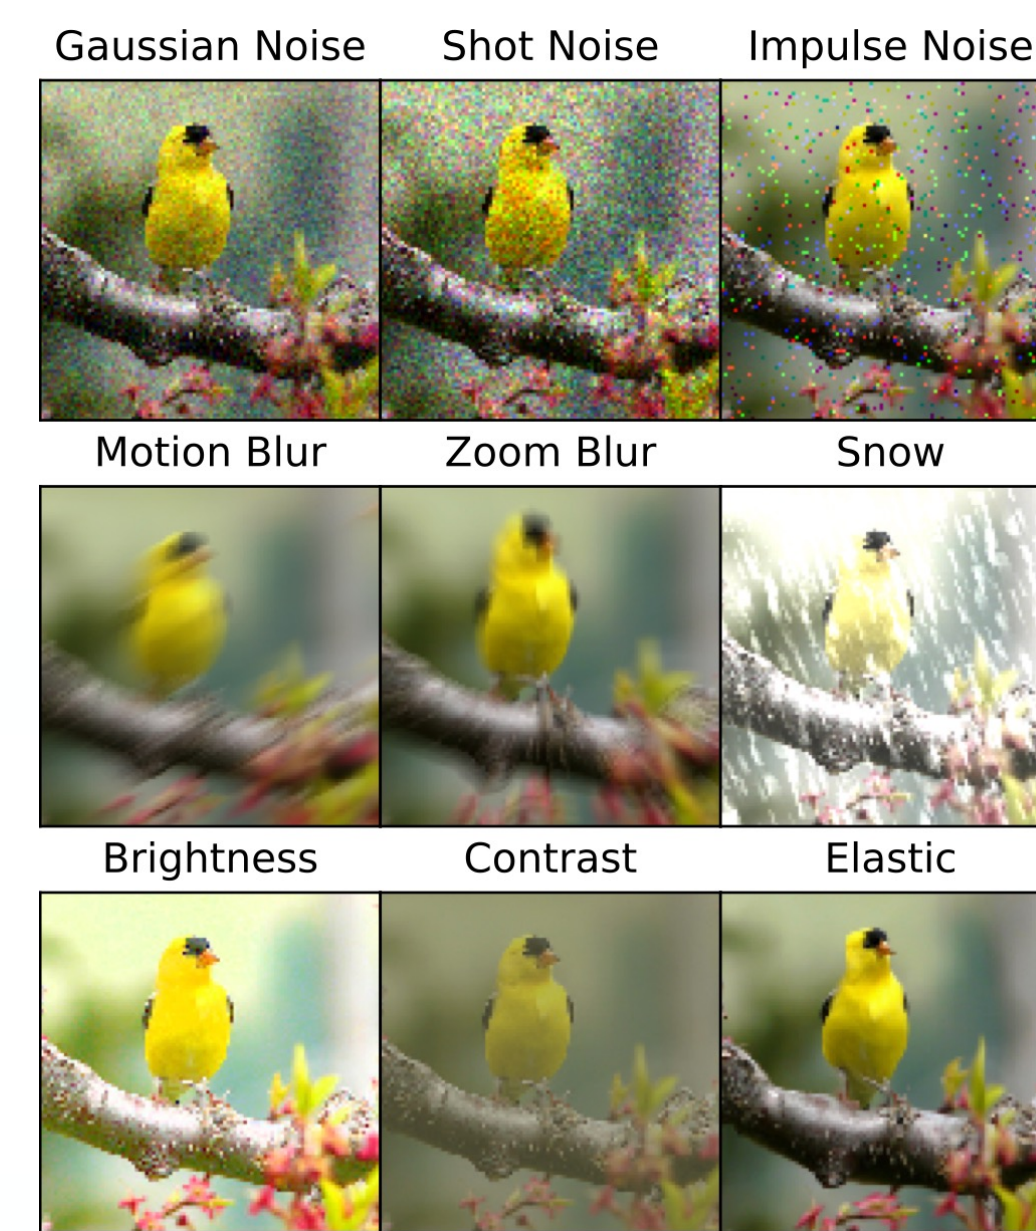 Gaussian Noise Shot Noise Impulse Noise
Motion Blur Zoom Blur Snow
Brightness Contrast Elastic